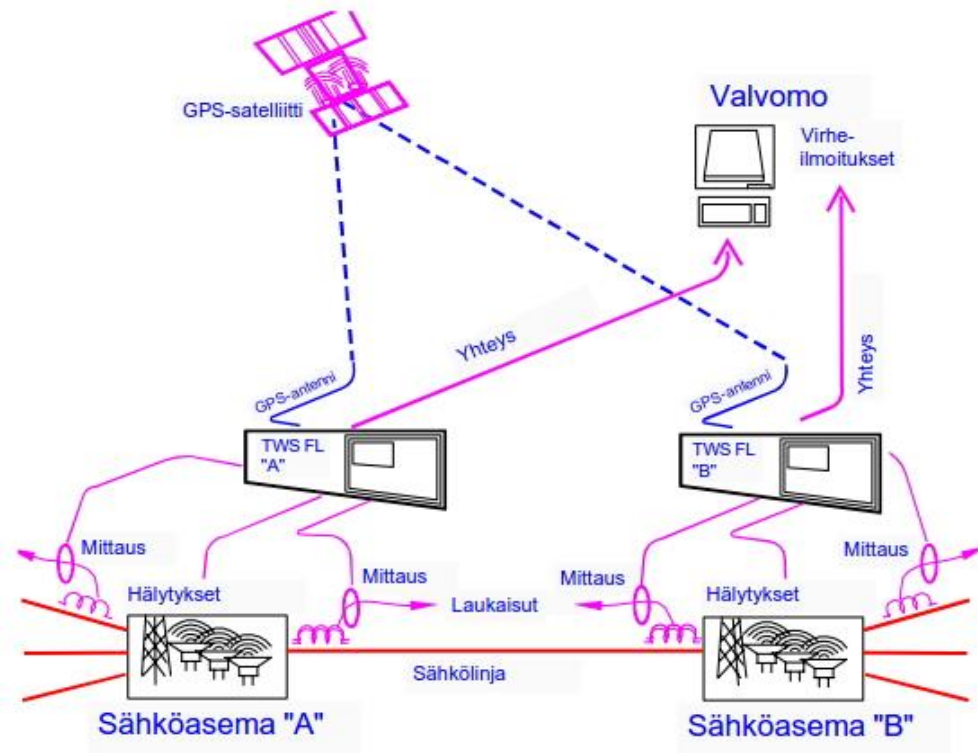 GPS-satelliitti
Valvomo
Virhe-
ilmoitukset
Yhteys
Yhteys
GPS-antenni
GPS-antenni
TWS FL
"A"
TWS FL
"B"
Mittaus
Mittaus
Mittaus
Mittaus
Hälytykset
Laukaisut
Hälytykset
Sähkölinja
Sähköasema "A"
Sähköasema "B"